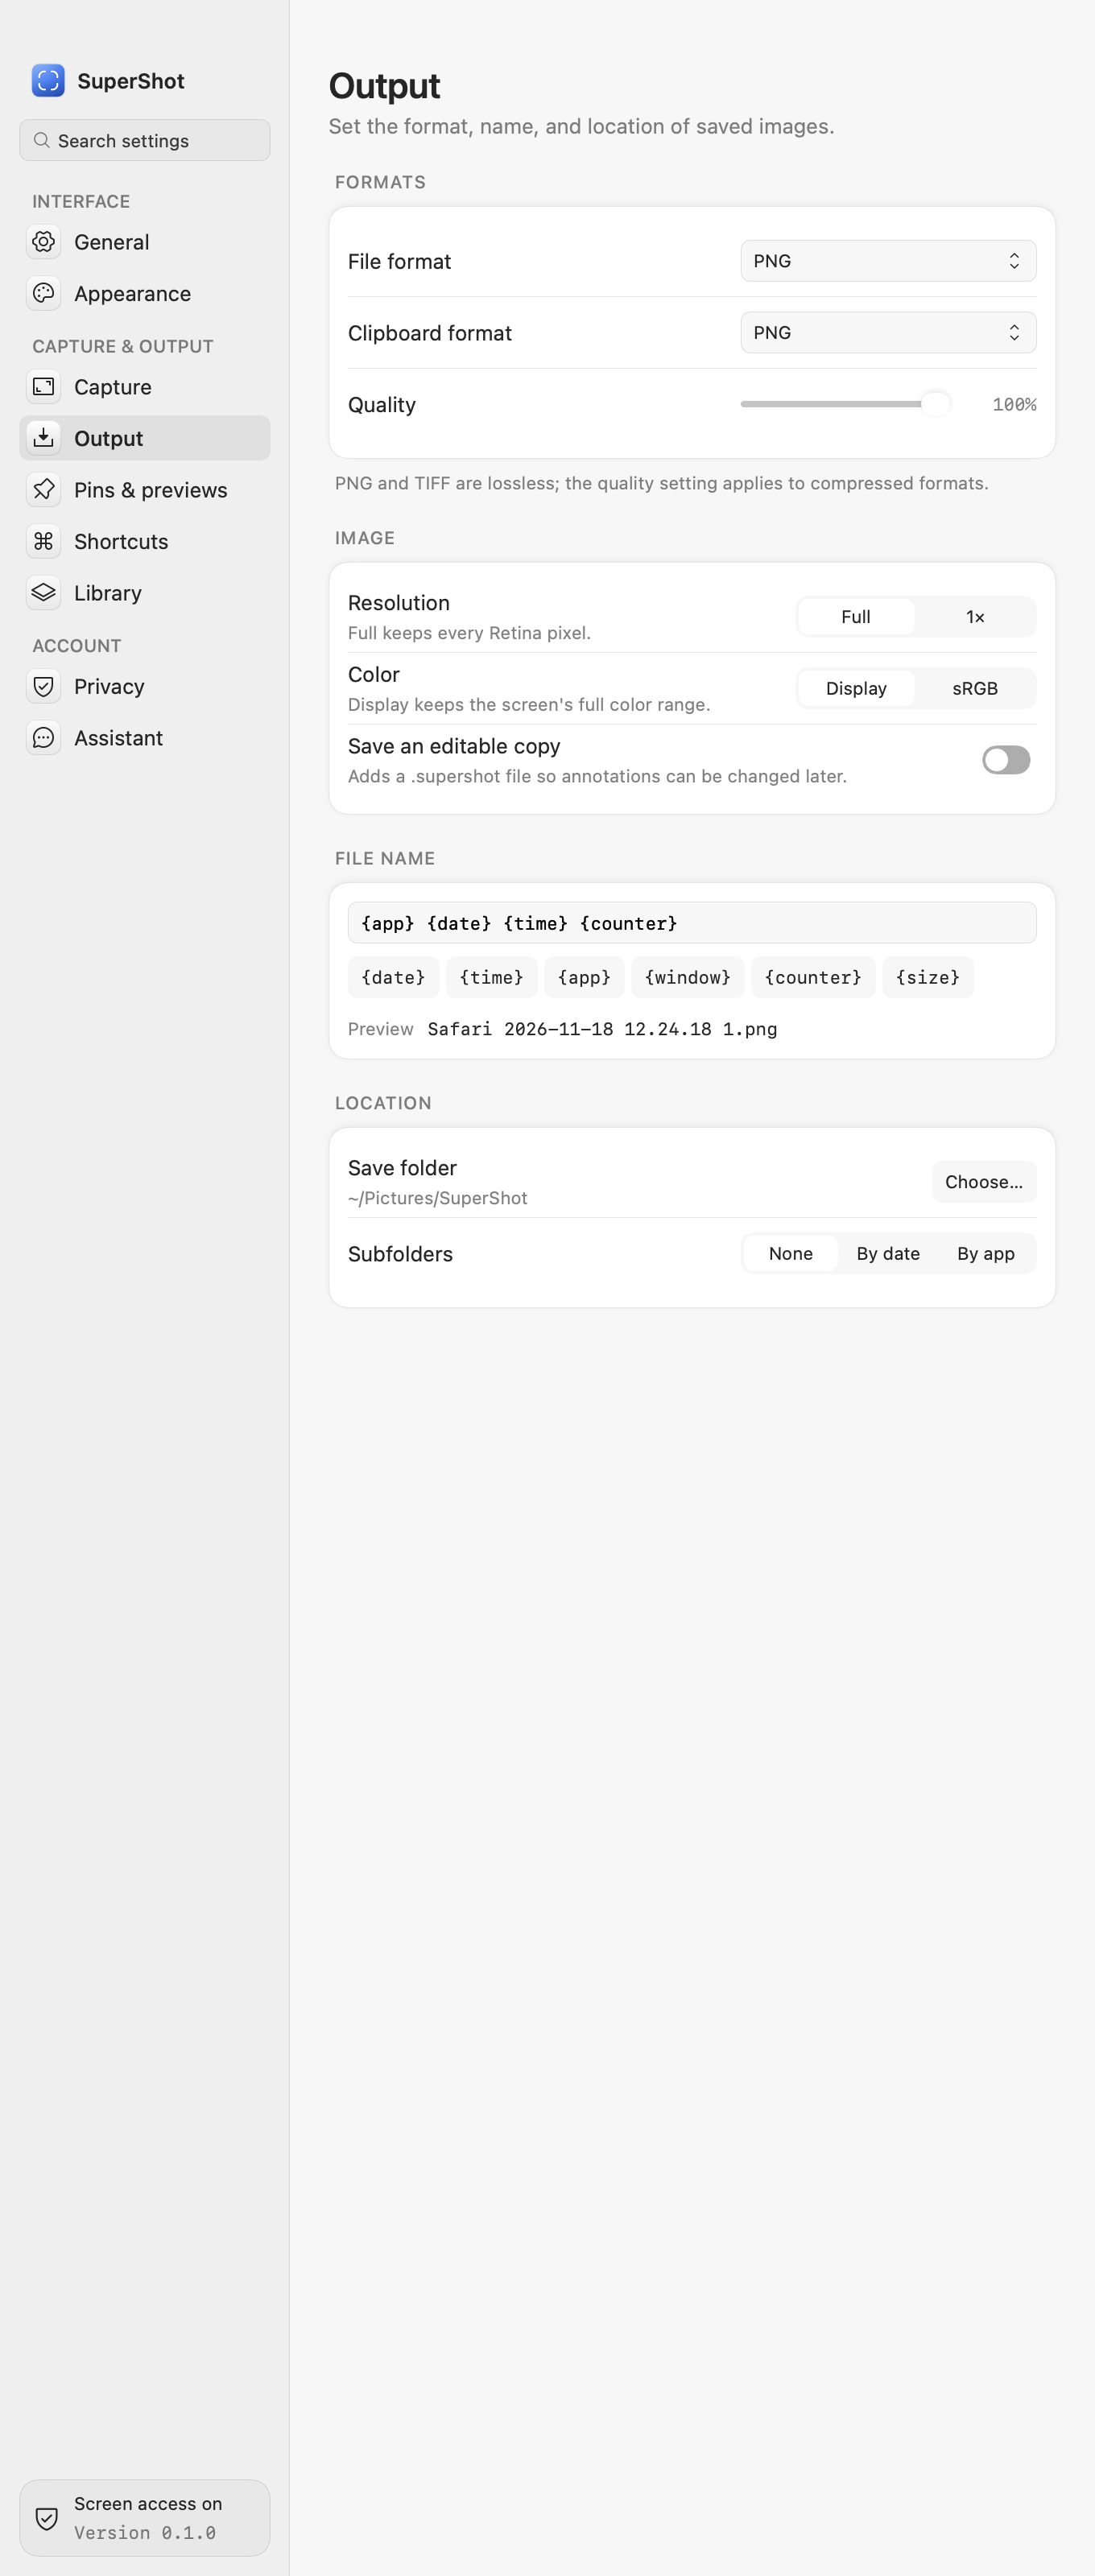 SuperShot
Search settings
INTERFACE
General
Appearance
CAPTURE & OUTPUT
Capture
Output
Pins & previews
Shortcuts
Library
ACCOUNT
Privacy
Assistant
Screen access on
Version 0.1.0
Output
Set the format, name, and location of saved images.
FORMATS
File format PNG
Clipboard format PNG
Quality 100%
PNG and TIFF are lossless; the quality setting applies to compressed formats.
IMAGE
Resolution
Full keeps every Retina pixel.
Full 1×
Color
Display keeps the screen's full color range.
Display sRGB
Save an editable copy
Adds a .supershot file so annotations can be changed later.
FILE NAME
{app} {date} {time} {counter}
{date} {time} {app} {window} {counter} {size}
Preview Safari 2026-11-18 12.24.18 1.png
LOCATION
Save folder
~/Pictures/SuperShot
Choose...
Subfolders None By date By app